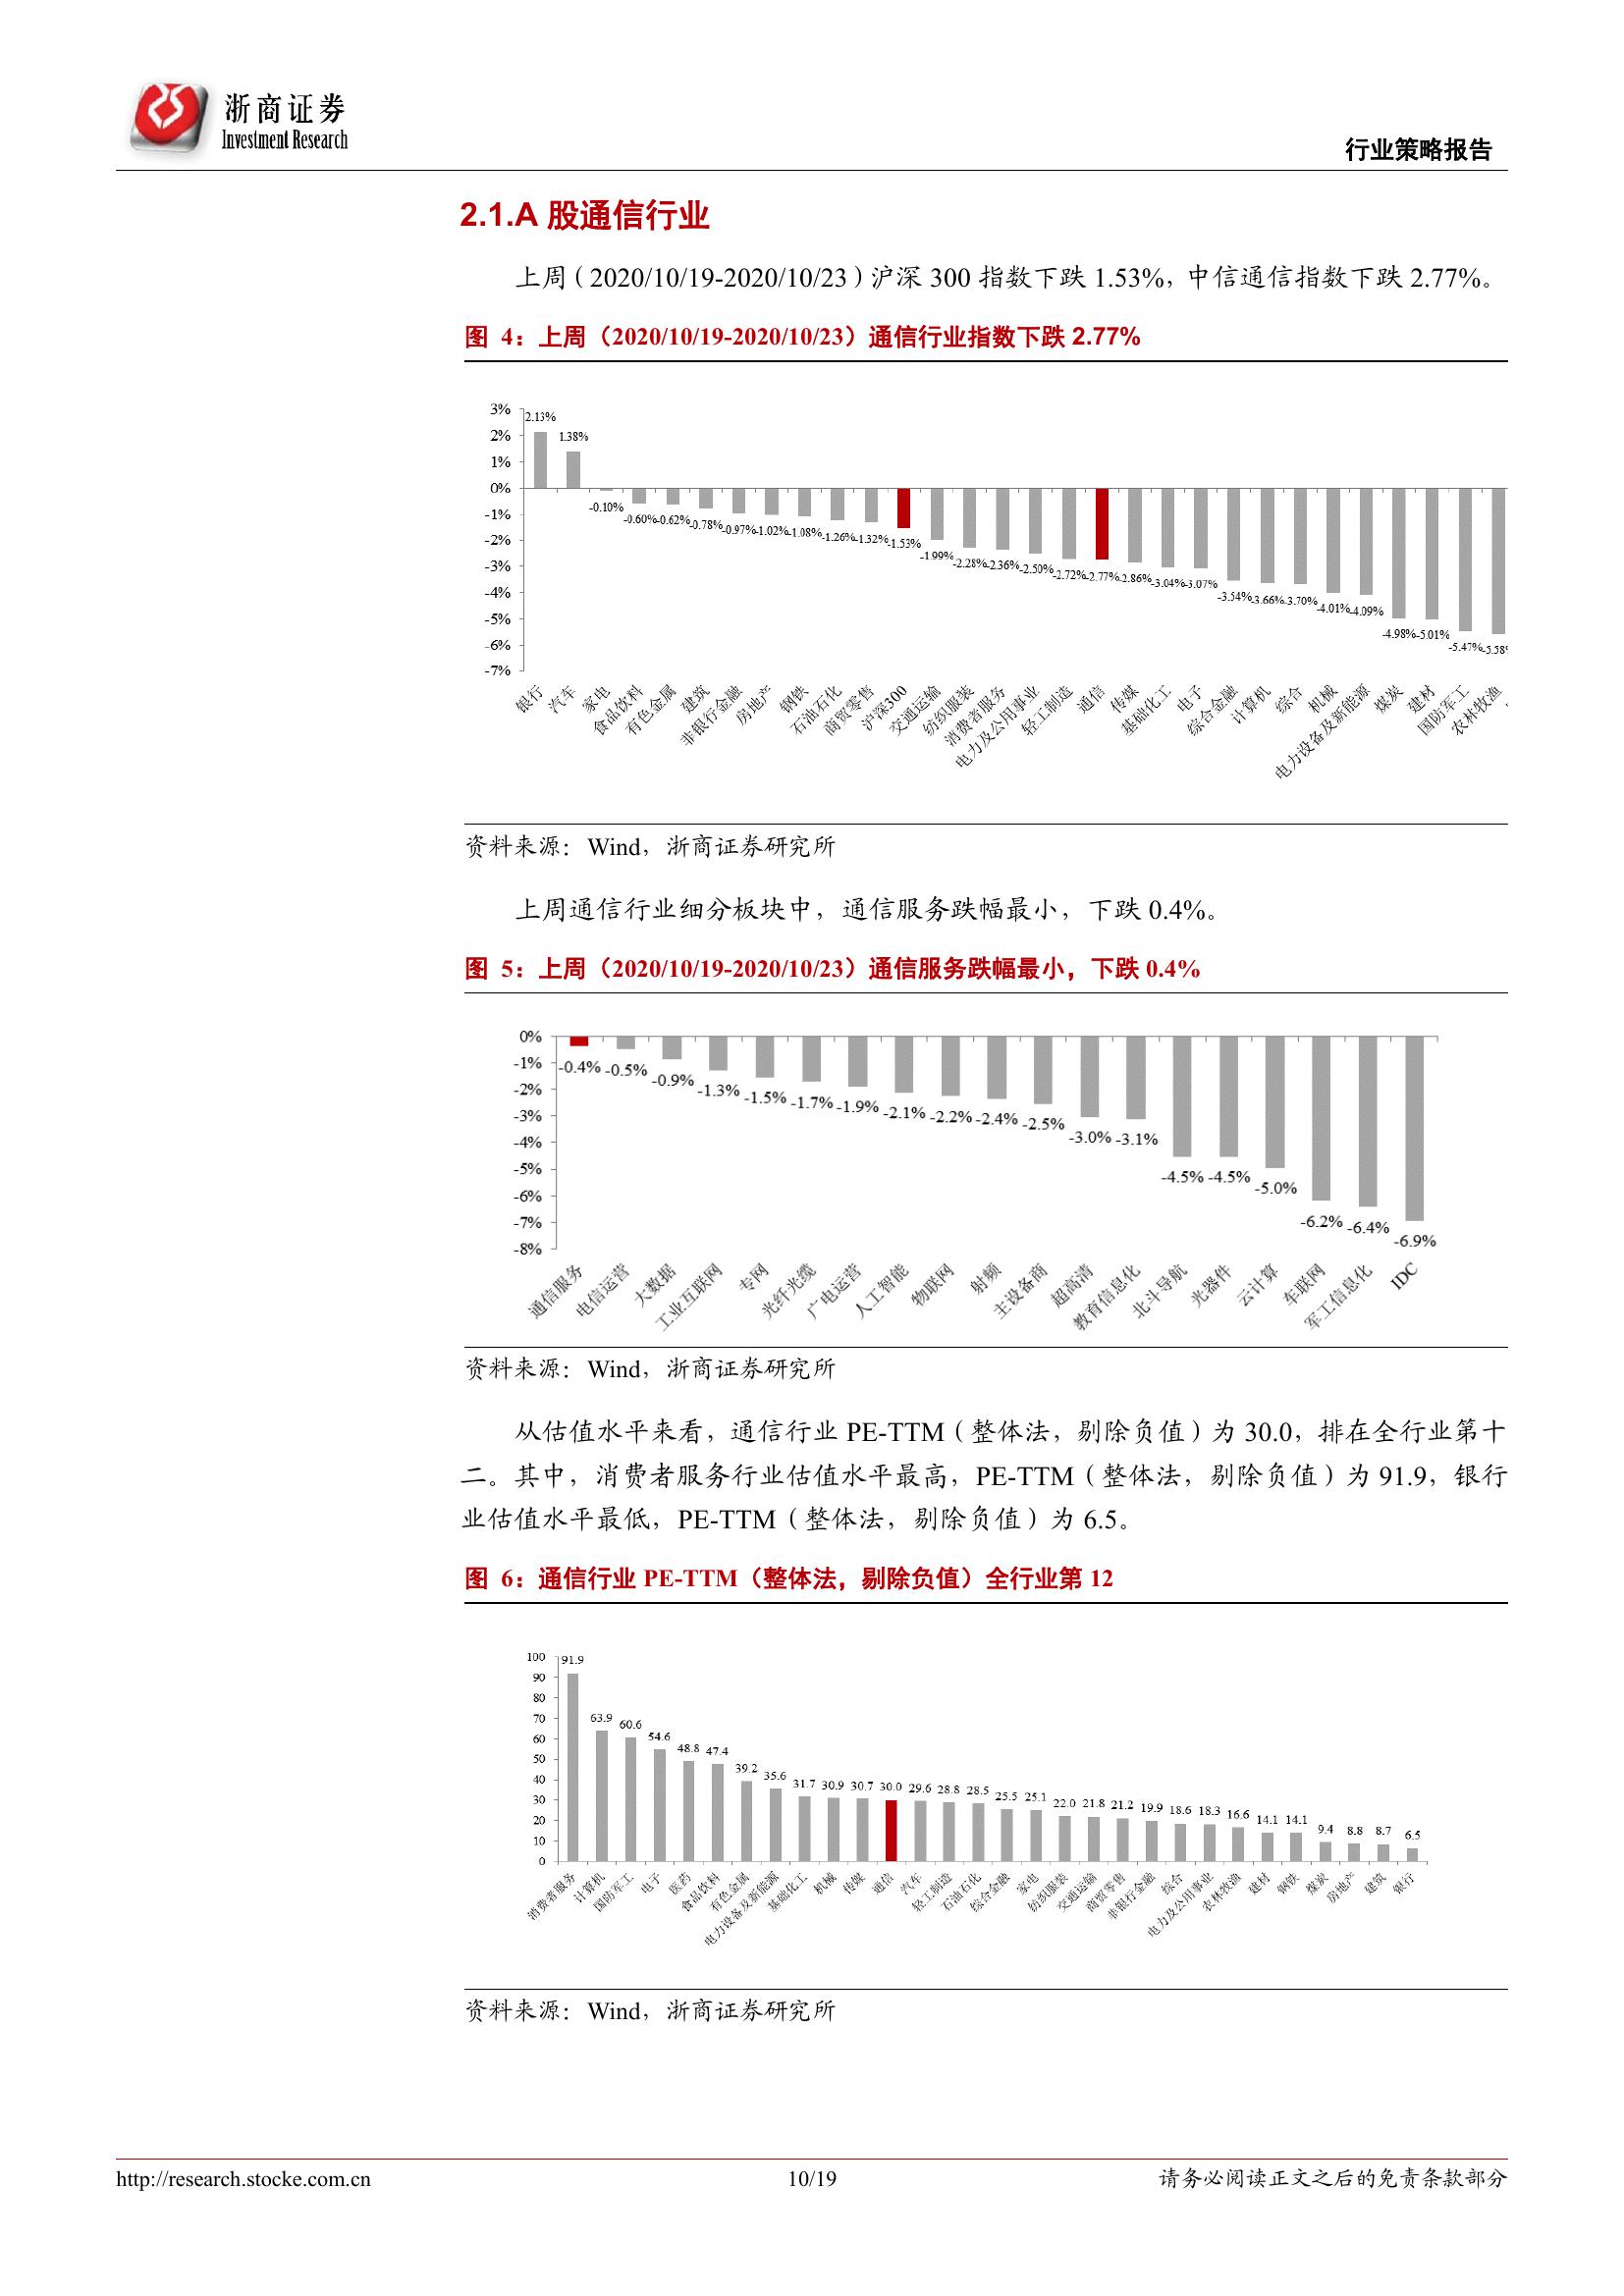 浙商证券
Investment Research
行业策略报告
2.1.A 股通信行业
上周（2020/10/19-2020/10/23）沪深 300 指数下跌 1.53%，中信通信指数下跌 2.77%。
图 4：上周（2020/10/19-2020/10/23）通信行业指数下跌 2.77%
3%
2%
1%
0%
-1%
-2%
-3%
-4%
-5%
-6%
-7%
2.13% 1.38% -0.10% -0.60% -0.62% -0.78% -0.97% -1.02% -1.08% -1.26% -1.32% -1.53% -1.99% -2.28% -2.36% -2.50% -2.72% -2.77% -2.86% -3.04% -3.07% -3.54% -3.66% -3.70% -4.01% -4.09% -4.98% -5.01% -5.47% -5.58%
银行 汽车 家电 食品饮料 有色金属 建筑 非银行金融 房地产 钢铁 石油石化 商贸零售 沪深300 交通运输 纺织服装 消费者服务 电力及公用事业 轻工制造 通信 传媒 基础化工 电子 综合金融 计算机 综合 机械 电力设备及新能源 煤炭 建材 国防军工 农林牧渔
资料来源：Wind，浙商证券研究所
上周通信行业细分板块中，通信服务跌幅最小，下跌 0.4%。
图 5：上周（2020/10/19-2020/10/23）通信服务跌幅最小，下跌 0.4%
0%
-1%
-2%
-3%
-4%
-5%
-6%
-7%
-8%
-0.4% -0.5% -0.9% -1.3% -1.5% -1.7% -1.9% -2.1% -2.2% -2.4% -2.5% -3.0% -3.1% -4.5% -4.5% -5.0% -6.2% -6.4% -6.9%
通信服务 电信运营 大数据 工业互联网 专网 光纤光缆 广电运营 人工智能 物联网 射频 主设备商 超高清 教育信息化 北斗导航 光器件 云计算 车联网 军工信息化 IDC
资料来源：Wind，浙商证券研究所
从估值水平来看，通信行业 PE-TTM（整体法，剔除负值）为 30.0，排在全行业第十
二。其中，消费者服务行业估值水平最高，PE-TTM（整体法，剔除负值）为 91.9，银行
业估值水平最低，PE-TTM（整体法，剔除负值）为 6.5。
图 6：通信行业 PE-TTM（整体法，剔除负值）全行业第 12
100
90
80
70
60
50
40
30
20
10
0
91.9 63.9 60.6 54.6 48.8 47.4 39.2 35.6 31.7 30.9 30.7 30.0 29.6 28.8 28.5 25.5 25.1 22.0 21.8 21.2 19.9 18.6 18.3 16.6 14.1 14.1 9.4 8.8 8.7 6.5
消费者服务 计算机 国防军工 电子 医药 食品饮料 有色金属 电力设备及新能源 基础化工 机械 传媒 通信 汽车 轻工制造 石油石化 综合金融 家电 纺织服装 交通运输 商贸零售 非银行金融 综合 电力及公用事业 农林牧渔 建材 钢铁 煤炭 房地产 建筑 银行
资料来源：Wind，浙商证券研究所
http://research.stocke.com.cn
10/19
请务必阅读正文之后的免责条款部分